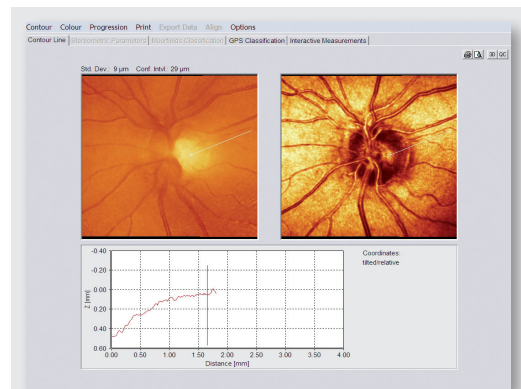 Contour Colour Progression Print Export Data Align Options
Contour Line Stereometric Parameters Moorfields Classification GPS Classification Interactive Measurements
3D QC
Std. Dev.: 9 µm Conf. Intvl.: 29 µm
-0.40
-0.20
0.00
0.20
0.40
0.60
Z [mm]
0.00 0.50 1.00 1.50 2.00 2.50 3.00 3.50 4.00
Distance [mm]
Coordinates:
tilted/relative